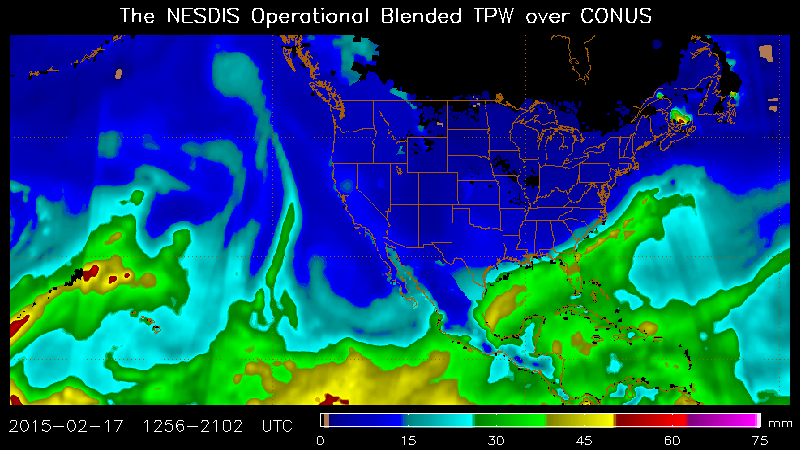 The NESDIS Operational Blended TPW over CONUS
2015-02-17 1256-2102 UTC
mm
0 15 30 45 60 75